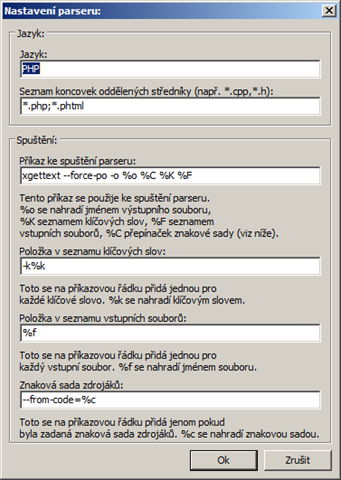 Nastavení parseru:
Jazyk:
Jazyk:
PHP
Seznam koncovek oddělených středníky (např. *.cpp,*.h):
*.php;*.phtml
Spuštění:
Příkaz ke spuštění parseru:
xgettext --force-po -o %o %C %K %F
Tento příkaz se použije ke spuštění parseru.
%o se nahradí jménem výstupního souboru,
%K seznamem klíčových slov, %F seznamem
vstupních souborů, %C přepínač znakové sady (viz níže).
Položka v seznamu klíčových slov:
-k%k
Toto se na příkazovou řádku přidá jednou pro
každé klíčové slovo. %k se nahradí klíčovým slovem.
Položka v seznamu vstupních souborů:
%f
Toto se na příkazovou řádku přidá jednou pro
každý vstupní soubor. %f se nahradí jménem souboru.
Znaková sada zdrojáků:
--from-code=%c
Toto se na příkazovou řádku přidá jenom pokud
byla zadaná znaková sada zdrojáků. %c se nahradí znakovou sadou.
Ok
Zrušit